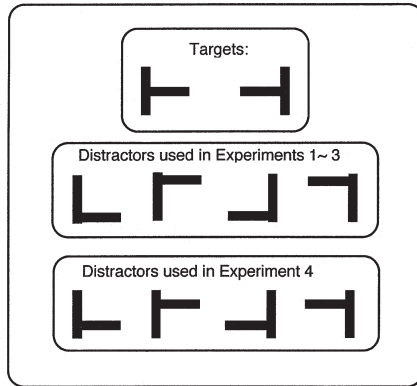 Targets:
Distractors used in Experiments 1~ 3
Distractors used in Experiment 4